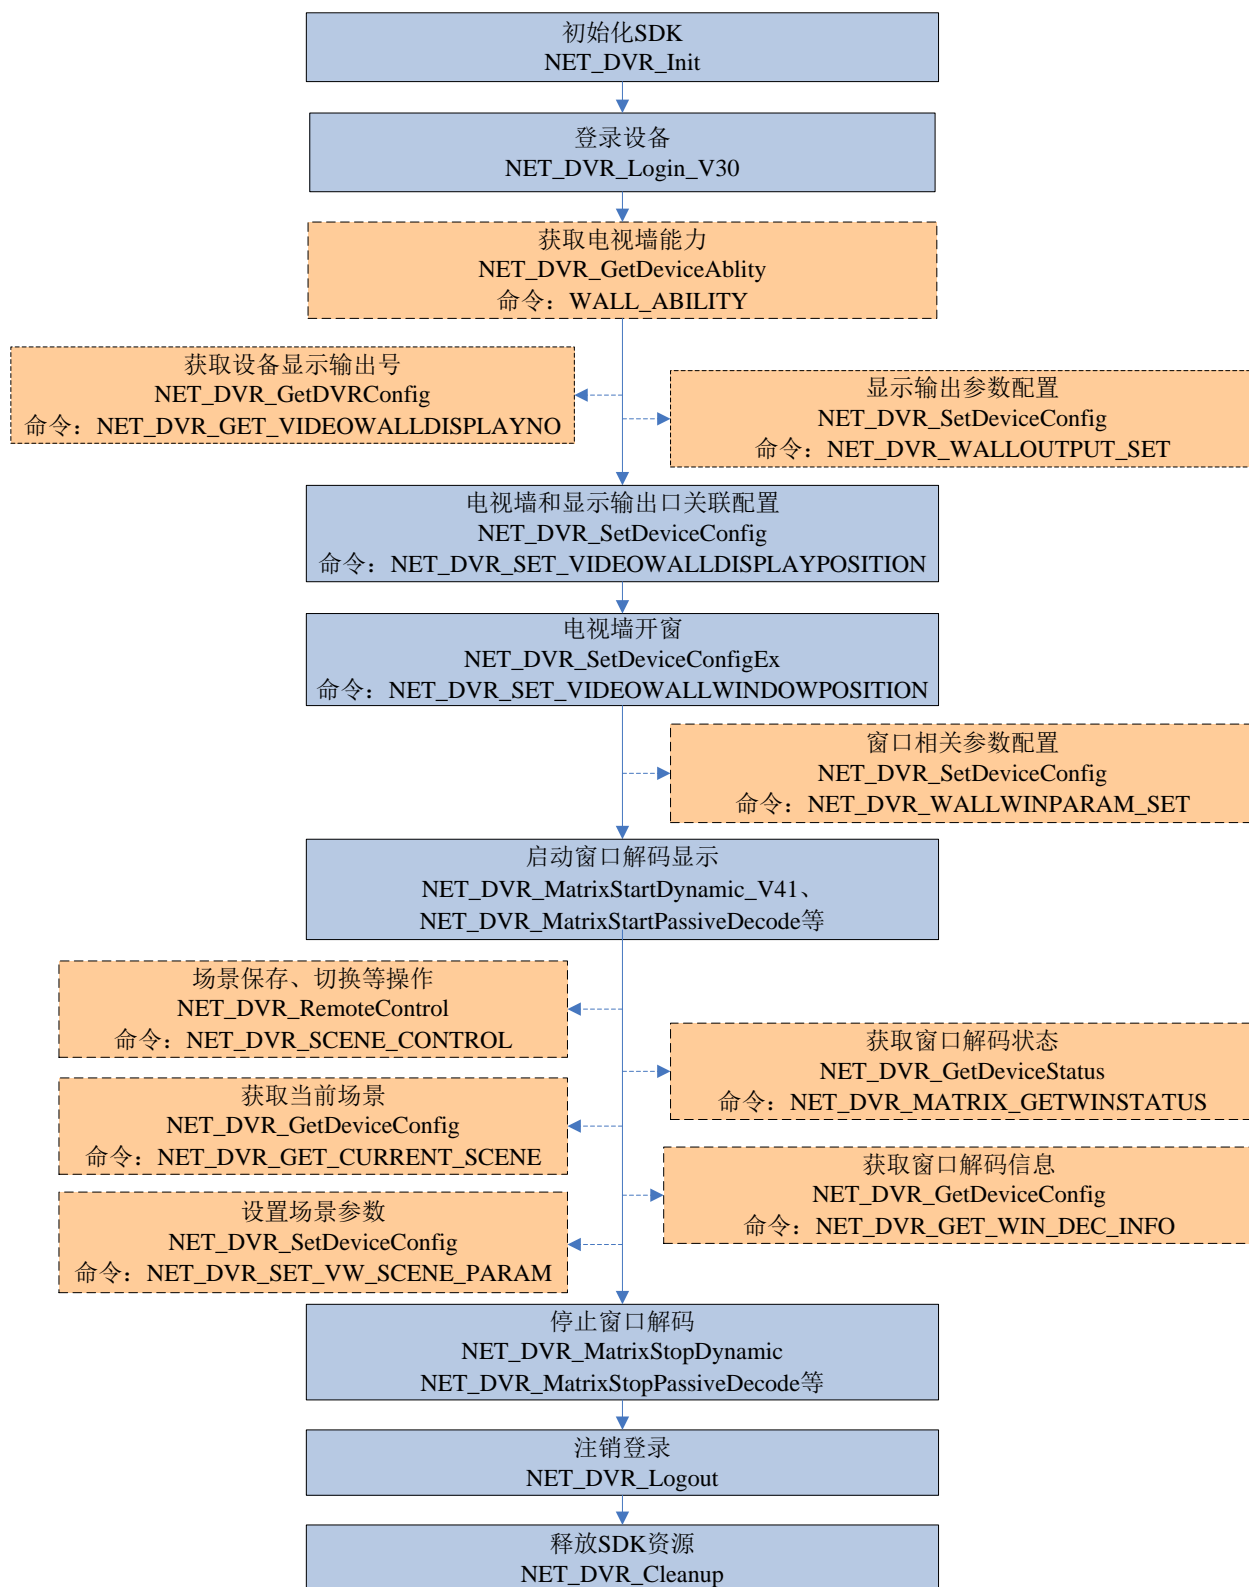 初始化SDK
NET_DVR_Init
登录设备
NET_DVR_Login_V30
获取电视墙能力
NET_DVR_GetDeviceAblity
命令：WALL_ABILITY
获取设备显示输出号
NET_DVR_GetDVRConfig
命令：NET_DVR_GET_VIDEOWALLDISPLAYNO
显示输出参数配置
NET_DVR_SetDeviceConfig
命令：NET_DVR_WALLOUTPUT_SET
电视墙和显示输出口关联配置
NET_DVR_SetDeviceConfig
命令：NET_DVR_SET_VIDEOWALLDISPLAYPOSITION
电视墙开窗
NET_DVR_SetDeviceConfigEx
命令：NET_DVR_SET_VIDEOWALLWINDOWPOSITION
窗口相关参数配置
NET_DVR_SetDeviceConfig
命令：NET_DVR_WALLWINPARAM_SET
启动窗口解码显示
NET_DVR_MatrixStartDynamic_V41、
NET_DVR_MatrixStartPassiveDecode等
场景保存、切换等操作
NET_DVR_RemoteControl
命令：NET_DVR_SCENE_CONTROL
获取窗口解码状态
NET_DVR_GetDeviceStatus
命令：NET_DVR_MATRIX_GETWINSTATUS
获取当前场景
NET_DVR_GetDeviceConfig
命令：NET_DVR_GET_CURRENT_SCENE
获取窗口解码信息
NET_DVR_GetDeviceConfig
命令：NET_DVR_GET_WIN_DEC_INFO
设置场景参数
NET_DVR_SetDeviceConfig
命令：NET_DVR_SET_VW_SCENE_PARAM
停止窗口解码
NET_DVR_MatrixStopDynamic
NET_DVR_MatrixStopPassiveDecode等
注销登录
NET_DVR_Logout
释放SDK资源
NET_DVR_Cleanup